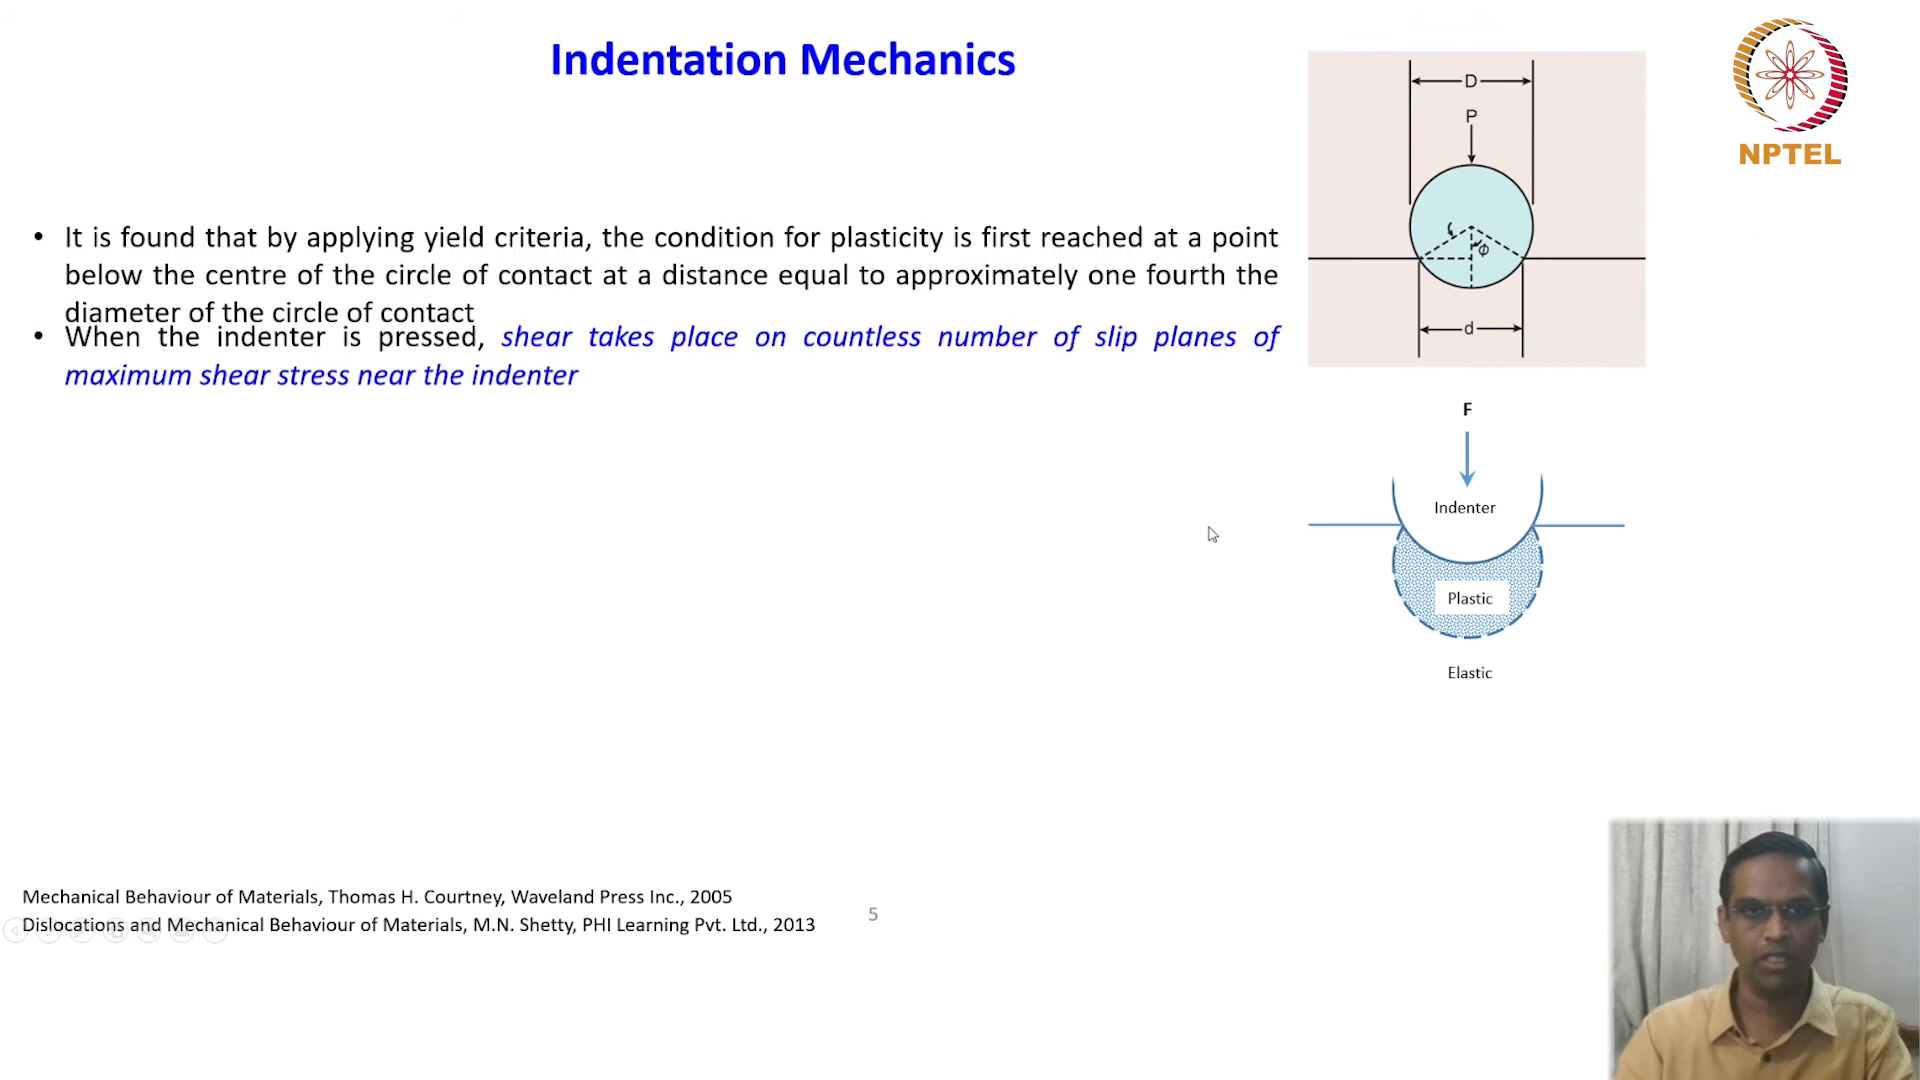 Indentation Mechanics
• It is found that by applying yield criteria, the condition for plasticity is first reached at a point
below the centre of the circle of contact at a distance equal to approximately one fourth the
diameter of the circle of contact
• When the indenter is pressed, shear takes place on countless number of slip planes of
maximum shear stress near the indenter
D
P
Φ
d
NPTEL
F
Indenter
Plastic
Elastic
Mechanical Behaviour of Materials, Thomas H. Courtney, Waveland Press Inc., 2005
Dislocations and Mechanical Behaviour of Materials, M.N. Shetty, PHI Learning Pvt. Ltd., 2013
5